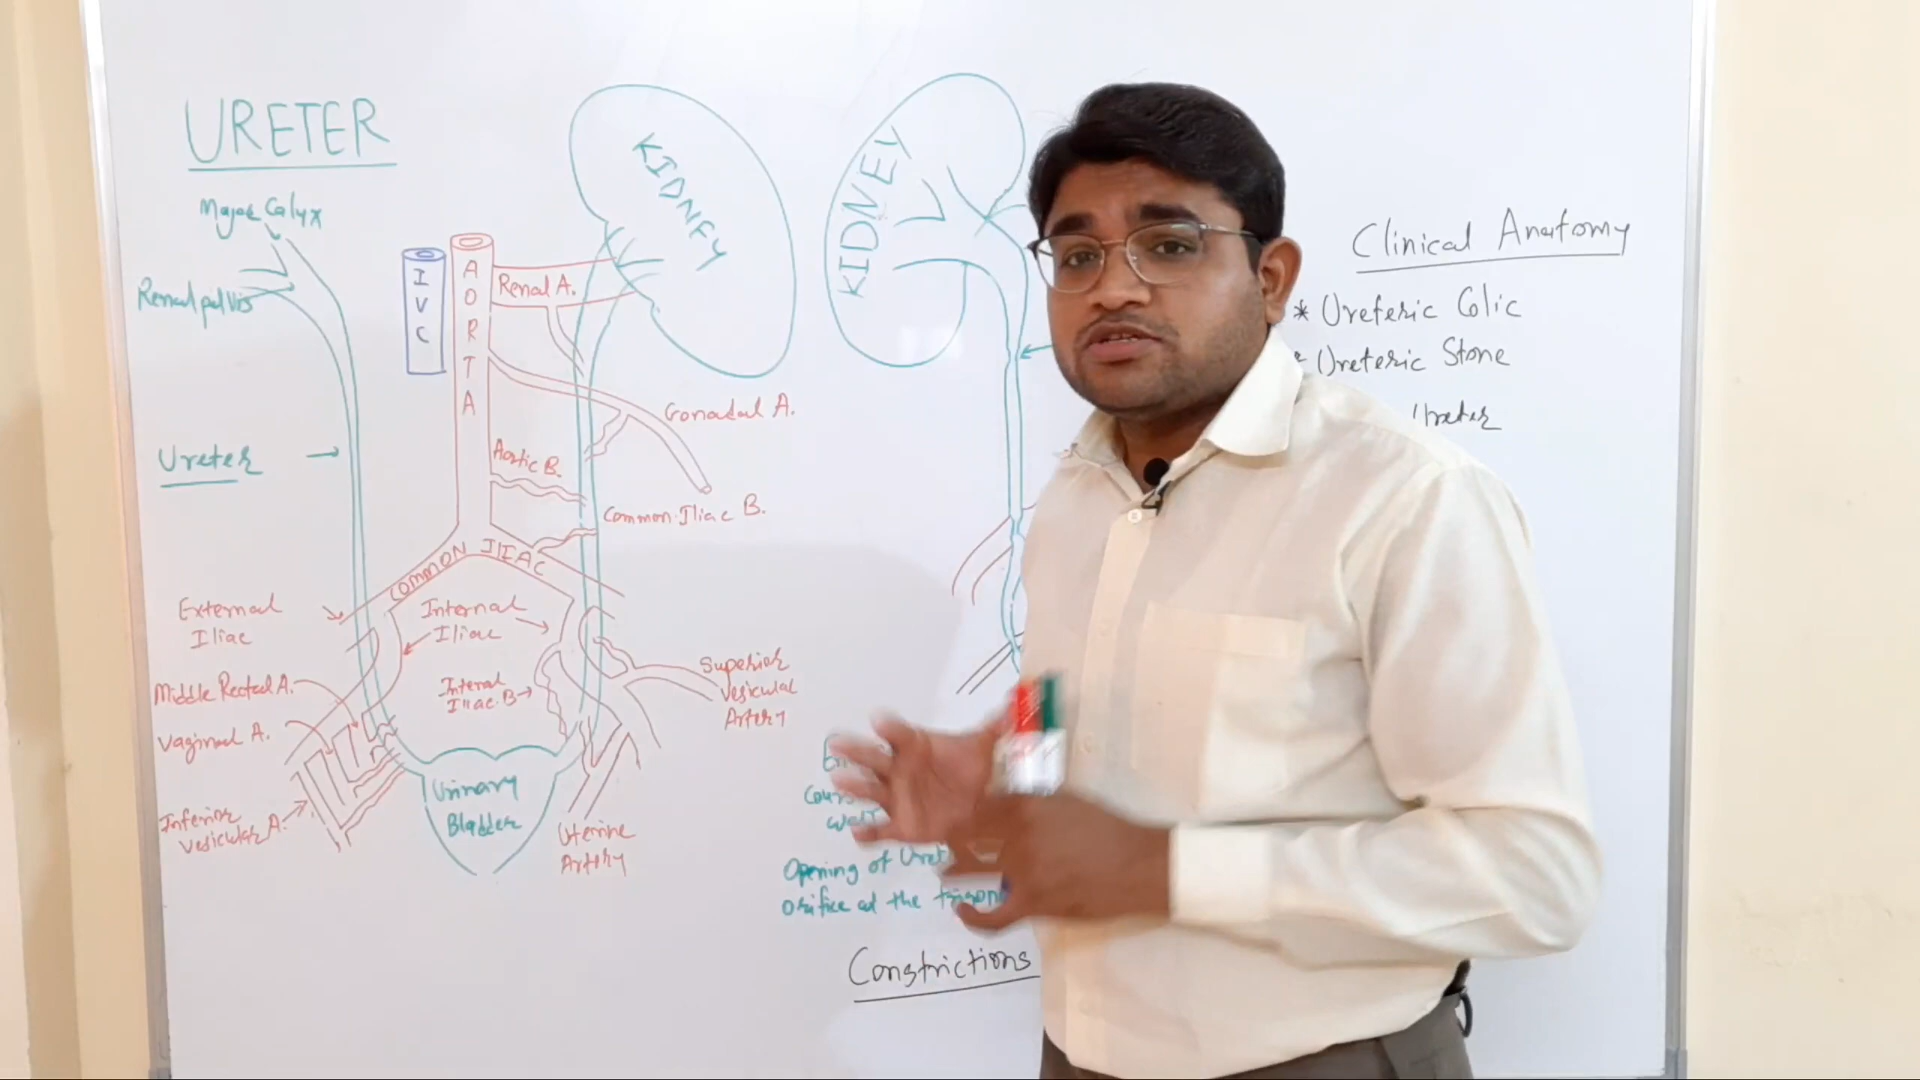 URETER
Major Calyx
Renal pelvis
Ureter
KIDNEY
IVC
AORTA
Renal A.
Gonadal A.
Aortic B.
Common Iliac B.
COMMON ILIAC
External
Iliac
Internal
Iliac
Middle Rectal A.
Vaginal A.
Inferior
vesicular A.
Internal
Iliac B
Superior
Vesicular
Artery
Urinary
Bladder
Uterine
Artery
KIDNEY
Opening of
orifice at the
Constrictions
Clinical Anatomy
* Ureteric Colic
* Ureteric Stone
Ureter